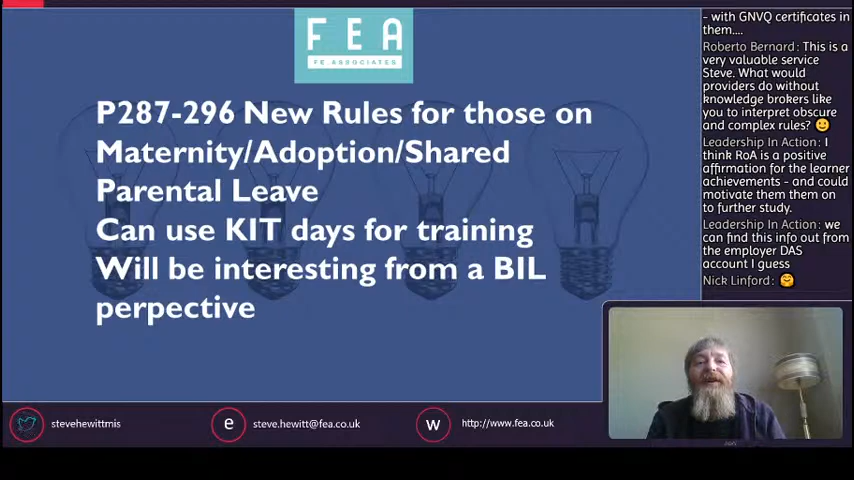 FEA
FE ASSOCIATES
P287-296 New Rules for those on
Maternity/Adoption/Shared
Parental Leave
Can use KIT days for training
Will be interesting from a BIL
perpective
- with GNVQ certificates in
them....
Roberto Bernard: This is a
very valuable service
Steve. What would
providers do without
knowledge brokers like
you to interpret obscure
and complex rules? 🙂
Leadership In Action: I
think RoA is a positive
affirmation for the learner
achievements - and could
motivate them them on
to further study.
Leadership In Action: we
can find this info out from
the employer DAS
account I guess
Nick Linford: 🤗
stevehewittmis
e
steve.hewitt@fea.co.uk
w
http://www.fea.co.uk